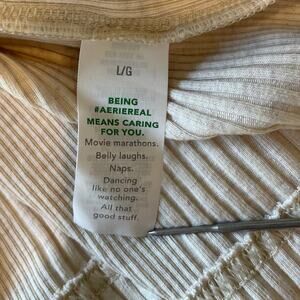 L/G
BEING
#AERIEREAL
MEANS CARING
FOR YOU.
Movie marathons.
Belly laughs.
Naps.
Dancing
like no one's
watching.
All that
good stuff.